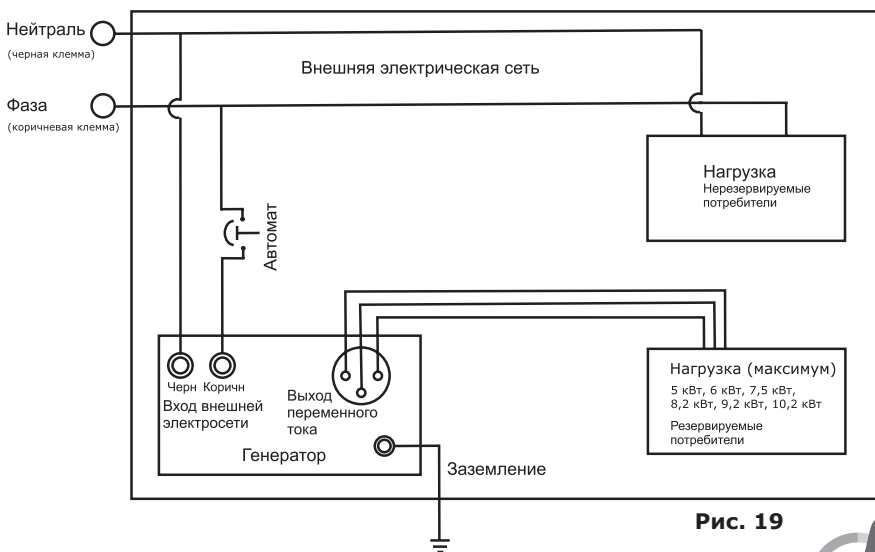 Нейтраль
(черная клемма)
Внешняя электрическая сеть
Фаза
(коричневая клемма)
Нагрузка
Нерезервируемые
потребители
Автомат
Черн Коричн
Вход внешней
электросети
Выход
переменного
тока
Генератор
Заземление
Нагрузка (максимум)
5 кВт, 6 кВт, 7,5 кВт,
8,2 кВт, 9,2 кВт, 10,2 кВт
Резервируемые
потребители
Рис. 19